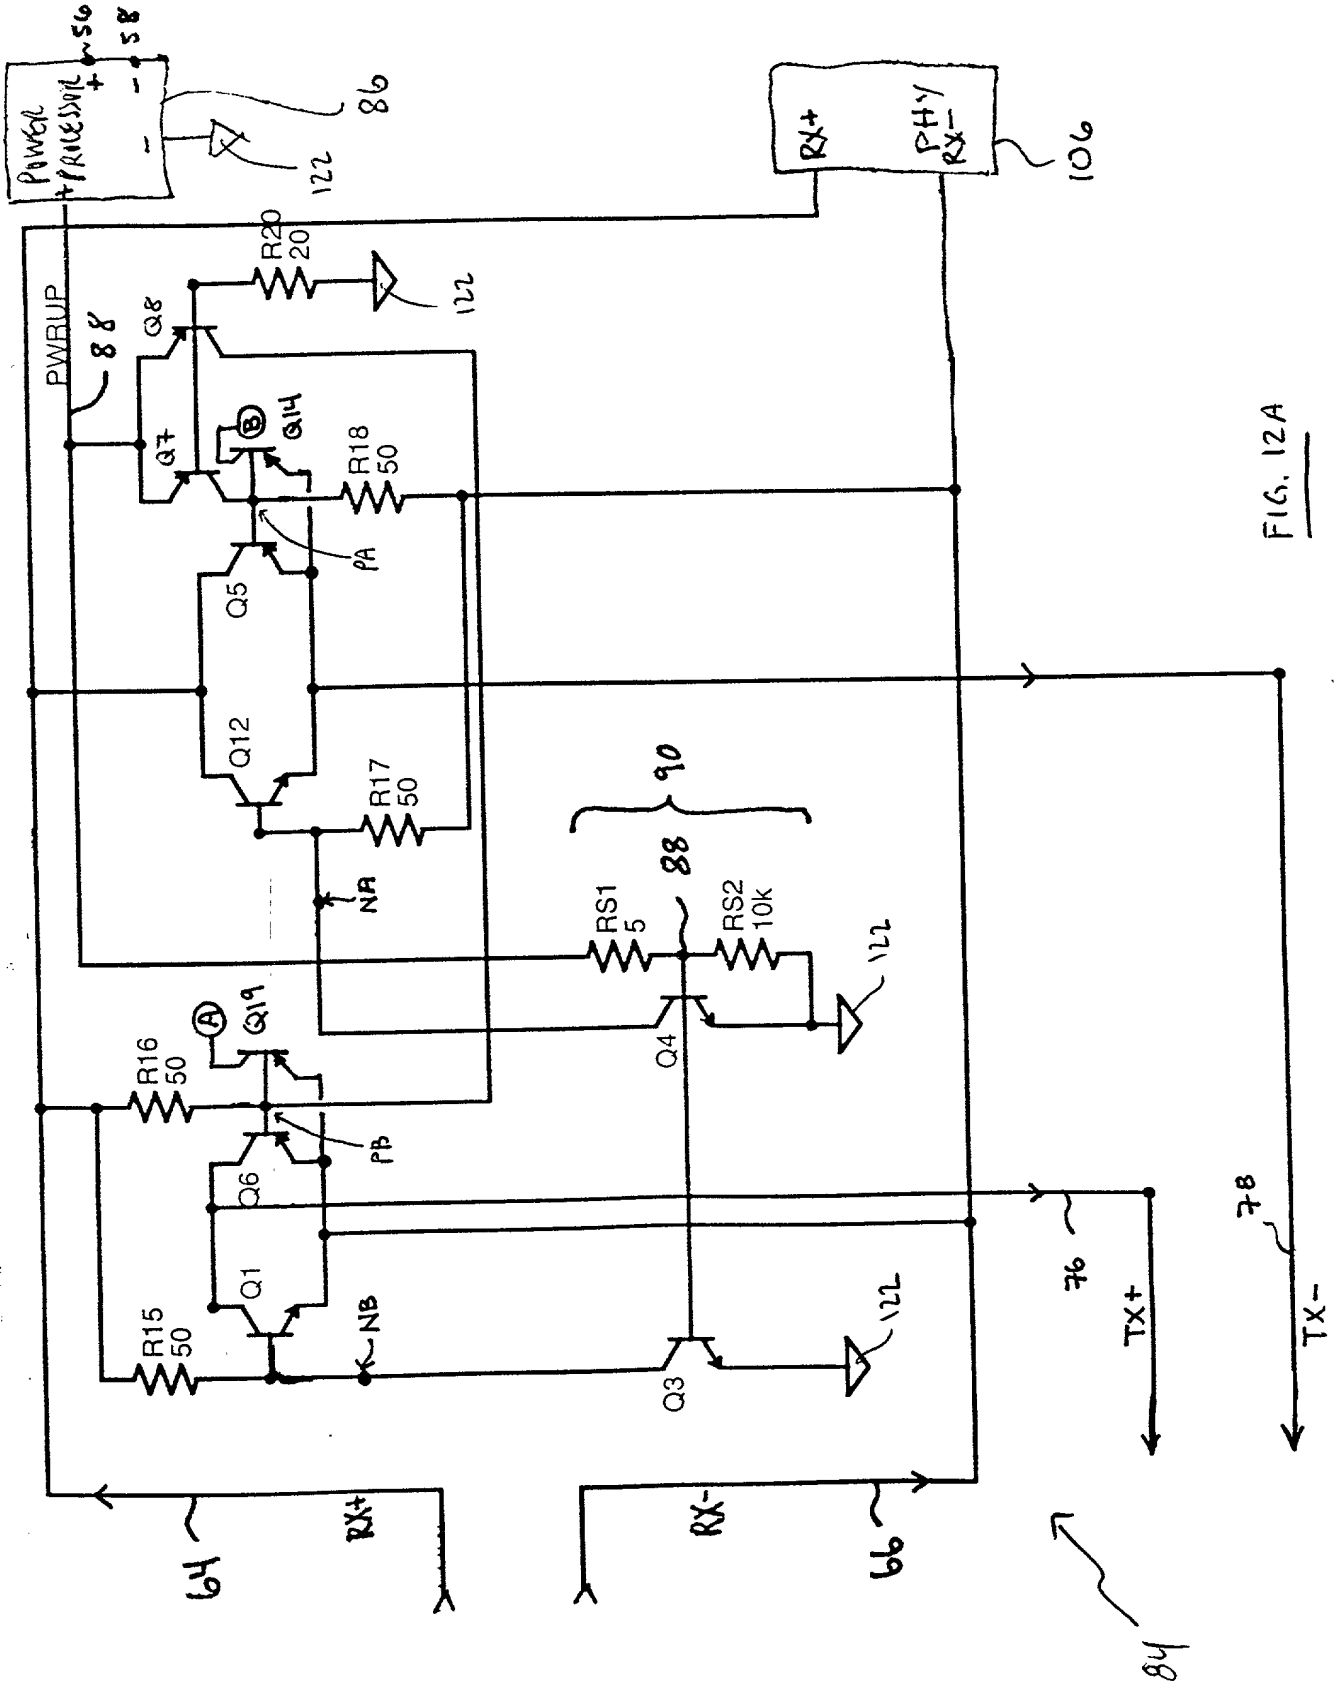 POWER
PROCESSOR
+
-
+
-
56
58
86
122
PWRUP
88
Q8
R20
20
122
Q7
B
Q14
R18
50
PA
Q5
Q12
R17
50
NA
RX+
PHY
RX-
106
90
RS1
5
88
RS2
10k
122
Q4
R16
50
A
Q19
PB
Q6
Q1
R15
50
NB
Q3
122
64
RX+
RX-
66
76
TX+
78
TX-
84
FIG. 12A